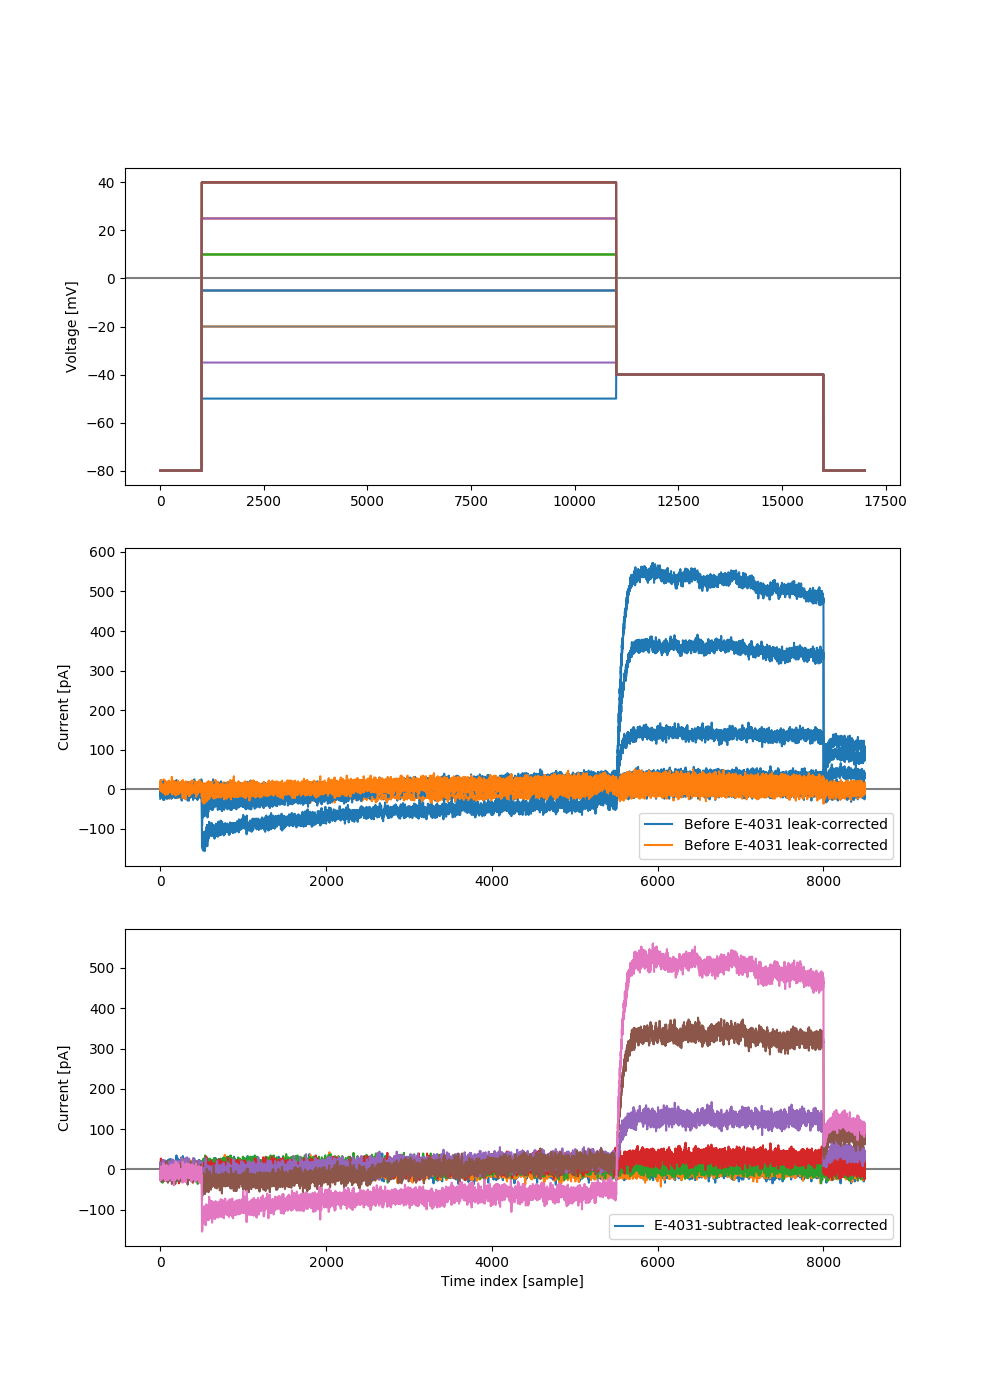 40
20
0
−20
−40
−60
−80
Voltage [mV]
0 2500 5000 7500 10000 12500 15000 17500
600
500
400
300
200
100
0
−100
Current [pA]
Before E-4031 leak-corrected
Before E-4031 leak-corrected
0 2000 4000 6000 8000
500
400
300
200
100
0
−100
Current [pA]
E-4031-subtracted leak-corrected
0 2000 4000 6000 8000
Time index [sample]